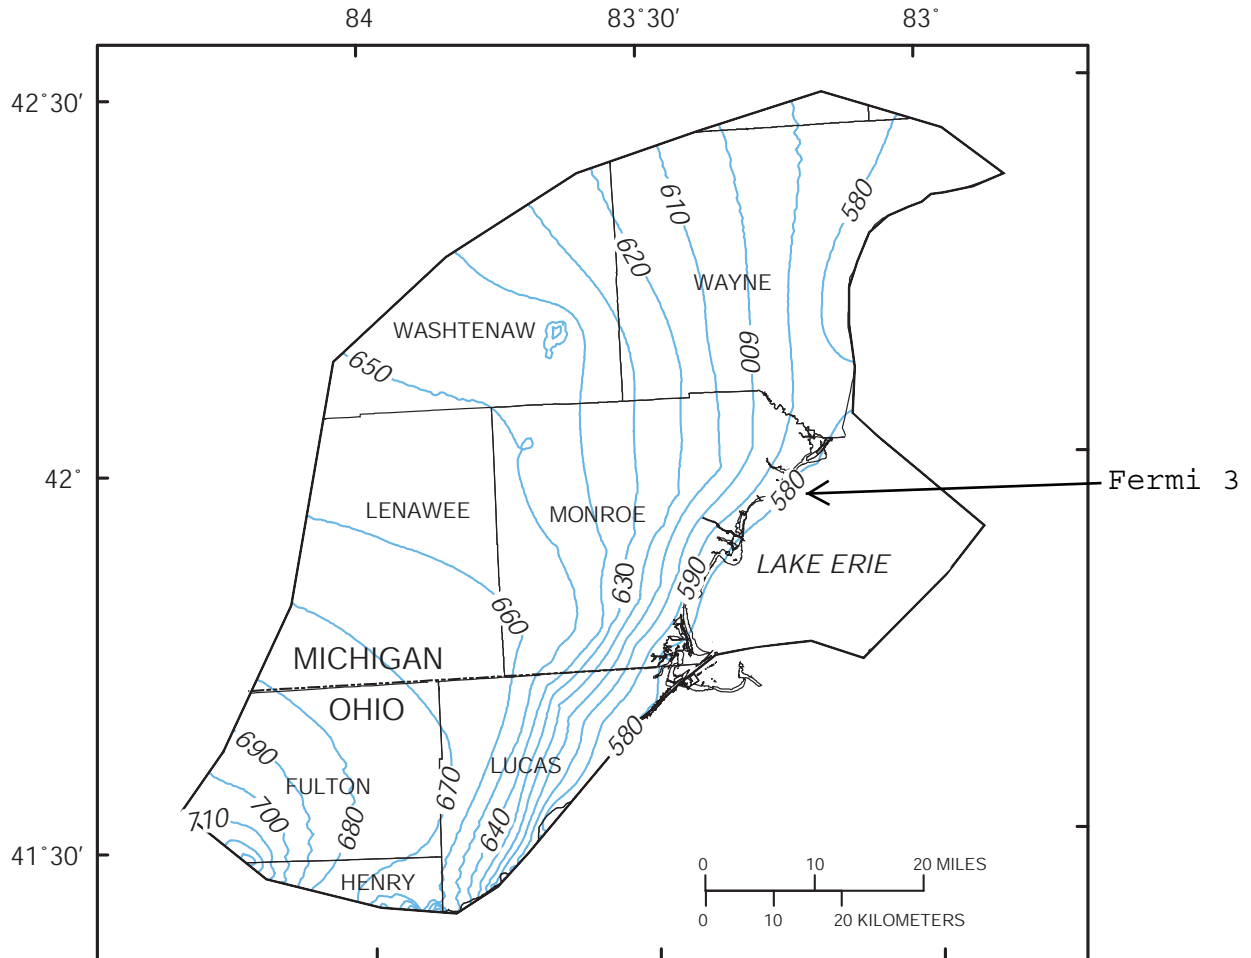 84 83˚30′ 83˚
42˚30′
580
610
620
WAYNE
WASHTENAW
600
650
42˚
Fermi 3
580
LENAWEE
MONROE
LAKE ERIE
590
630
660
MICHIGAN
OHIO
580
690
LUCAS
FULTON
670
700
710
680
640
41˚30′
HENRY
0 10 20 MILES
0 10 20 KILOMETERS